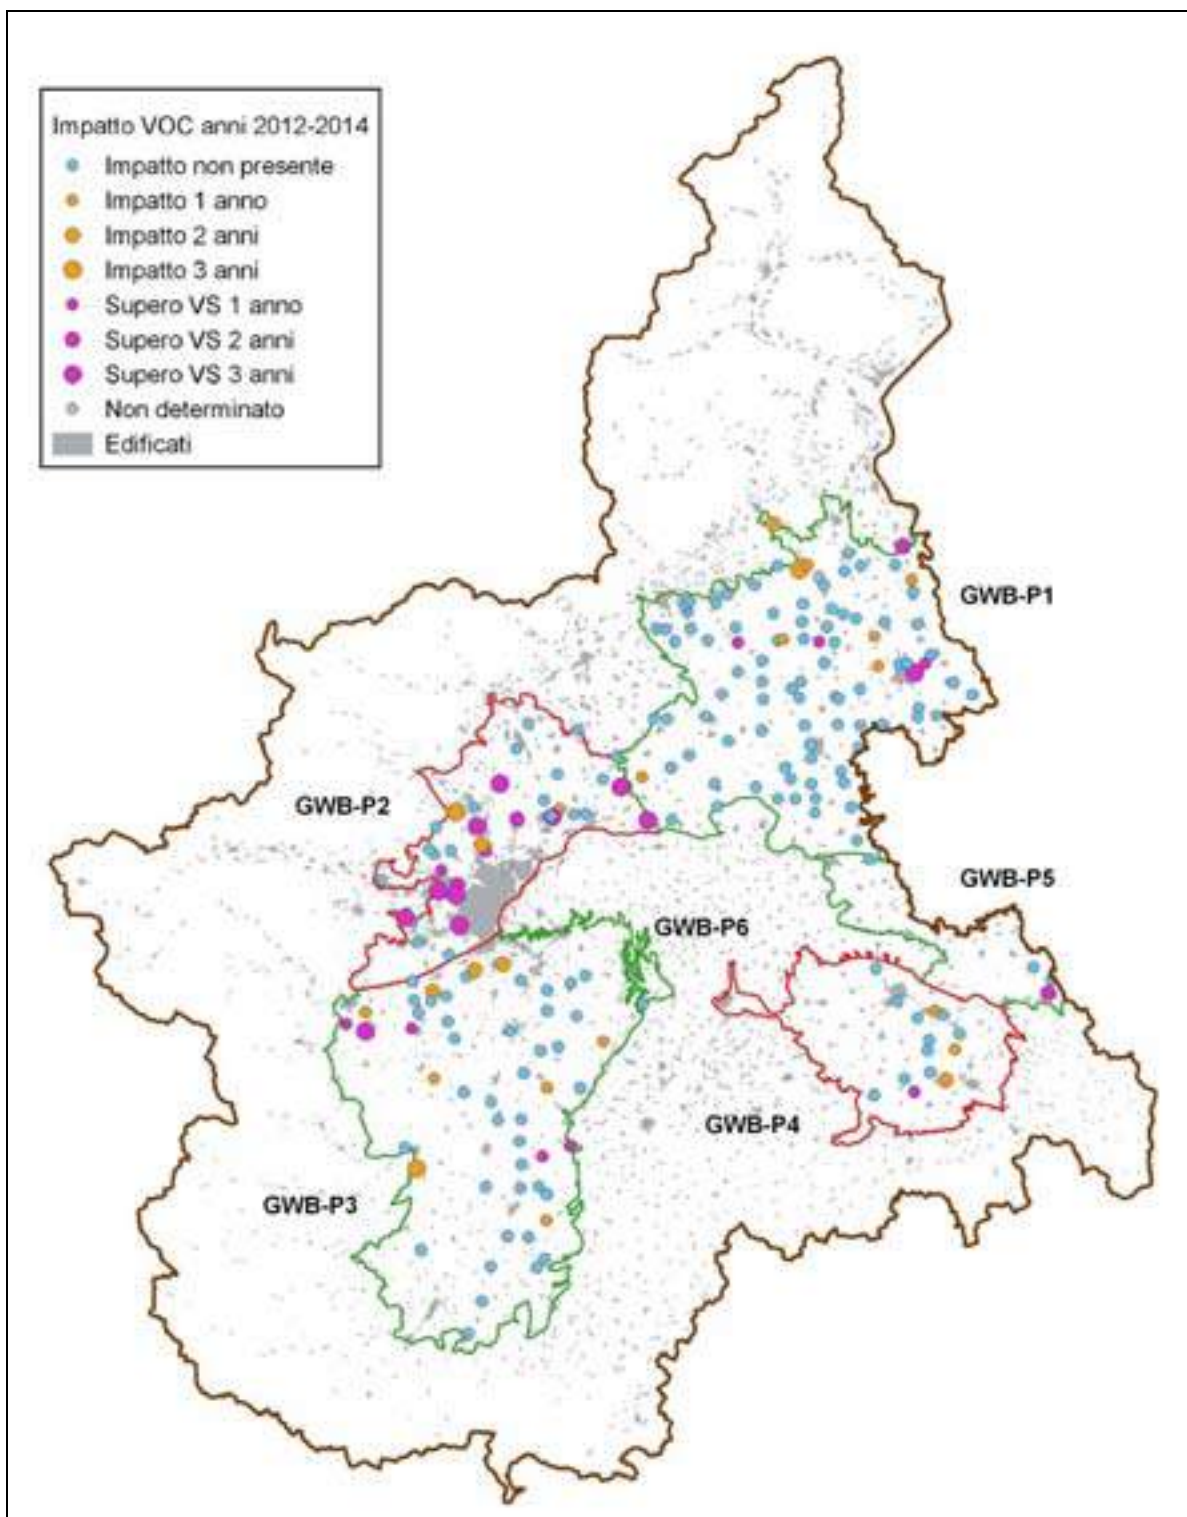 Impatto VOC anni 2012-2014
Impatto non presente
Impatto 1 anno
Impatto 2 anni
Impatto 3 anni
Supero VS 1 anno
Supero VS 2 anni
Supero VS 3 anni
Non determinato
Edificati
GWB-P1
GWB-P2
GWB-P5
GWB-P6
GWB-P4
GWB-P3